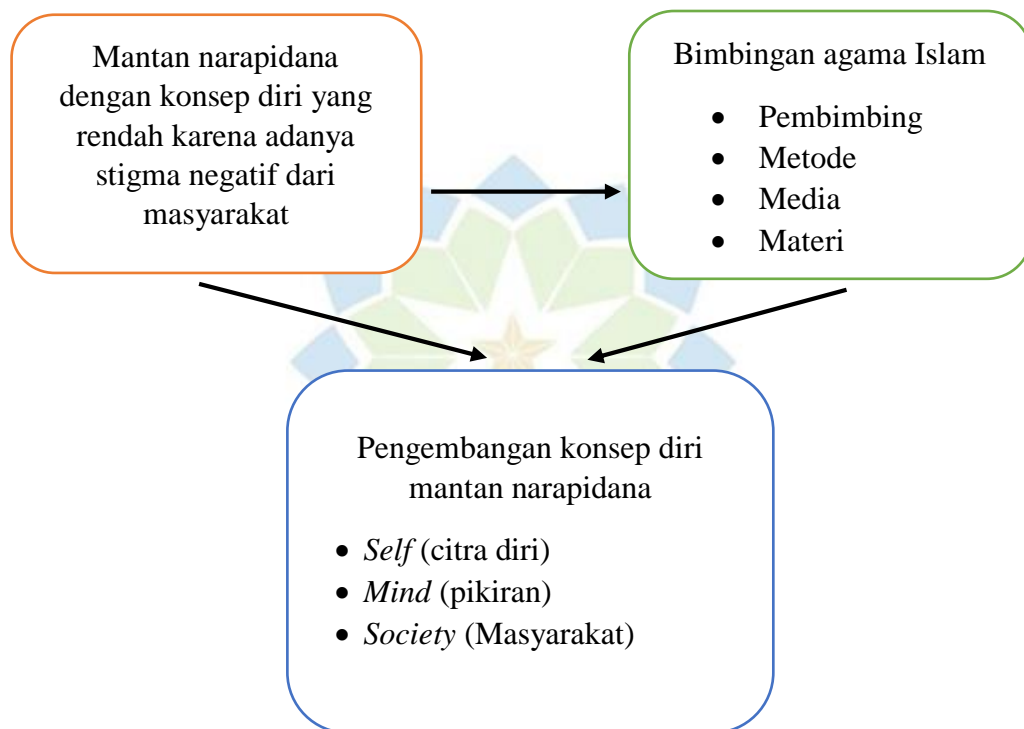 Mantan narapidana
dengan konsep diri yang
rendah karena adanya
stigma negatif dari
masyarakat
Bimbingan agama Islam
• Pembimbing
• Metode
• Media
• Materi
Pengembangan konsep diri
mantan narapidana
• Self (citra diri)
• Mind (pikiran)
• Society (Masyarakat)